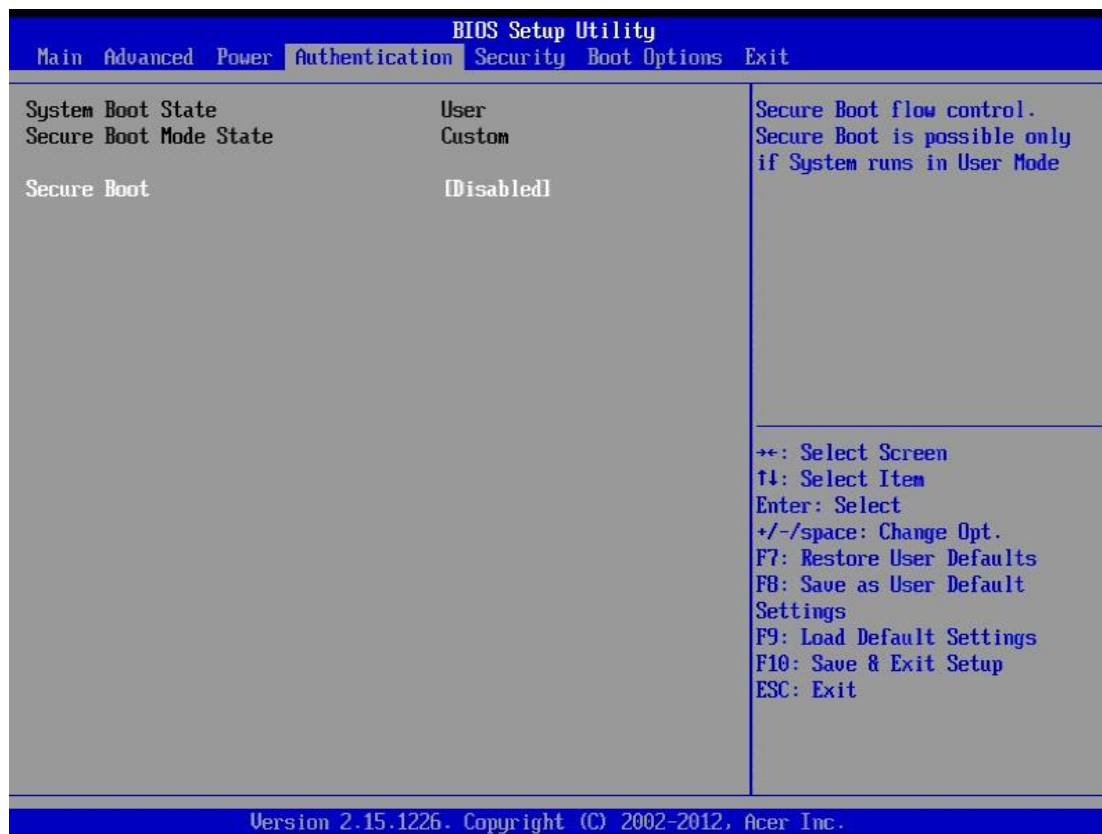 BIOS Setup Utility
Main Advanced Power Authentication Security Boot Options Exit
System Boot State User
Secure Boot Mode State Custom
Secure Boot [Disabled]
Secure Boot flow control.
Secure Boot is possible only
if System runs in User Mode
→←: Select Screen
↑↓: Select Item
Enter: Select
+/-/space: Change Opt.
F7: Restore User Defaults
F8: Save as User Default
Settings
F9: Load Default Settings
F10: Save & Exit Setup
ESC: Exit
Version 2.15.1226. Copyright (C) 2002-2012, Acer Inc.